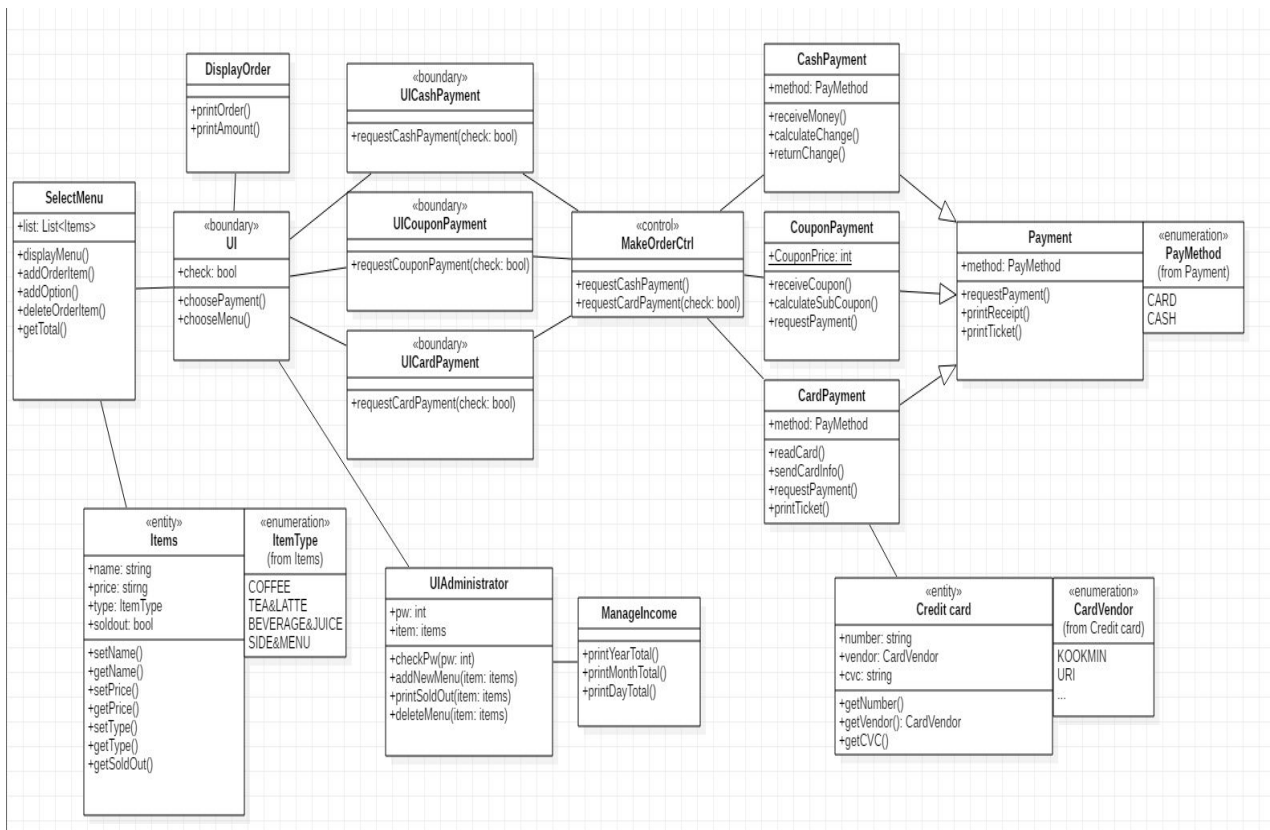 DisplayOrder
+printOrder()
+printAmount()
«boundary»
UICashPayment
+requestCashPayment(check: bool)
CashPayment
+method: PayMethod
+receiveMoney()
+calculateChange()
+returnChange()
SelectMenu
+list: List<Items>
+displayMenu()
+addOrderItem()
+addOption()
+deleteOrderItem()
+getTotal()
«boundary»
UI
+check: bool
+choosePayment()
+chooseMenu()
«boundary»
UICouponPayment
+requestCouponPayment(check: bool)
«control»
MakeOrderCtrl
+requestCashPayment()
+requestCardPayment(check: bool)
CouponPayment
+CouponPrice: int
+receiveCoupon()
+calculateSubCoupon()
+requestPayment()
Payment
+method: PayMethod
+requestPayment()
+printReceipt()
+printTicket()
«enumeration»
PayMethod
(from Payment)
CARD
CASH
«boundary»
UICardPayment
+requestCardPayment(check: bool)
CardPayment
+method: PayMethod
+readCard()
+sendCardInfo()
+requestPayment()
+printTicket()
«entity»
Items
+name: string
+price: stirng
+type: ItemType
+soldout: bool
+setName()
+getName()
+setPrice()
+getPrice()
+setType()
+getType()
+getSoldOut()
«enumeration»
ItemType
(from Items)
COFFEE
TEA&LATTE
BEVERAGE&JUICE
SIDE&MENU
UIAdministrator
+pw: int
+item: items
+checkPw(pw: int)
+addNewMenu(item: items)
+printSoldOut(item: items)
+deleteMenu(item: items)
ManageIncome
+printYearTotal()
+printMonthTotal()
+printDayTotal()
«entity»
Credit card
+number: string
+vendor: CardVendor
+cvc: string
+getNumber()
+getVendor(): CardVendor
+getCVC()
«enumeration»
CardVendor
(from Credit card)
KOOKMIN
URI
...